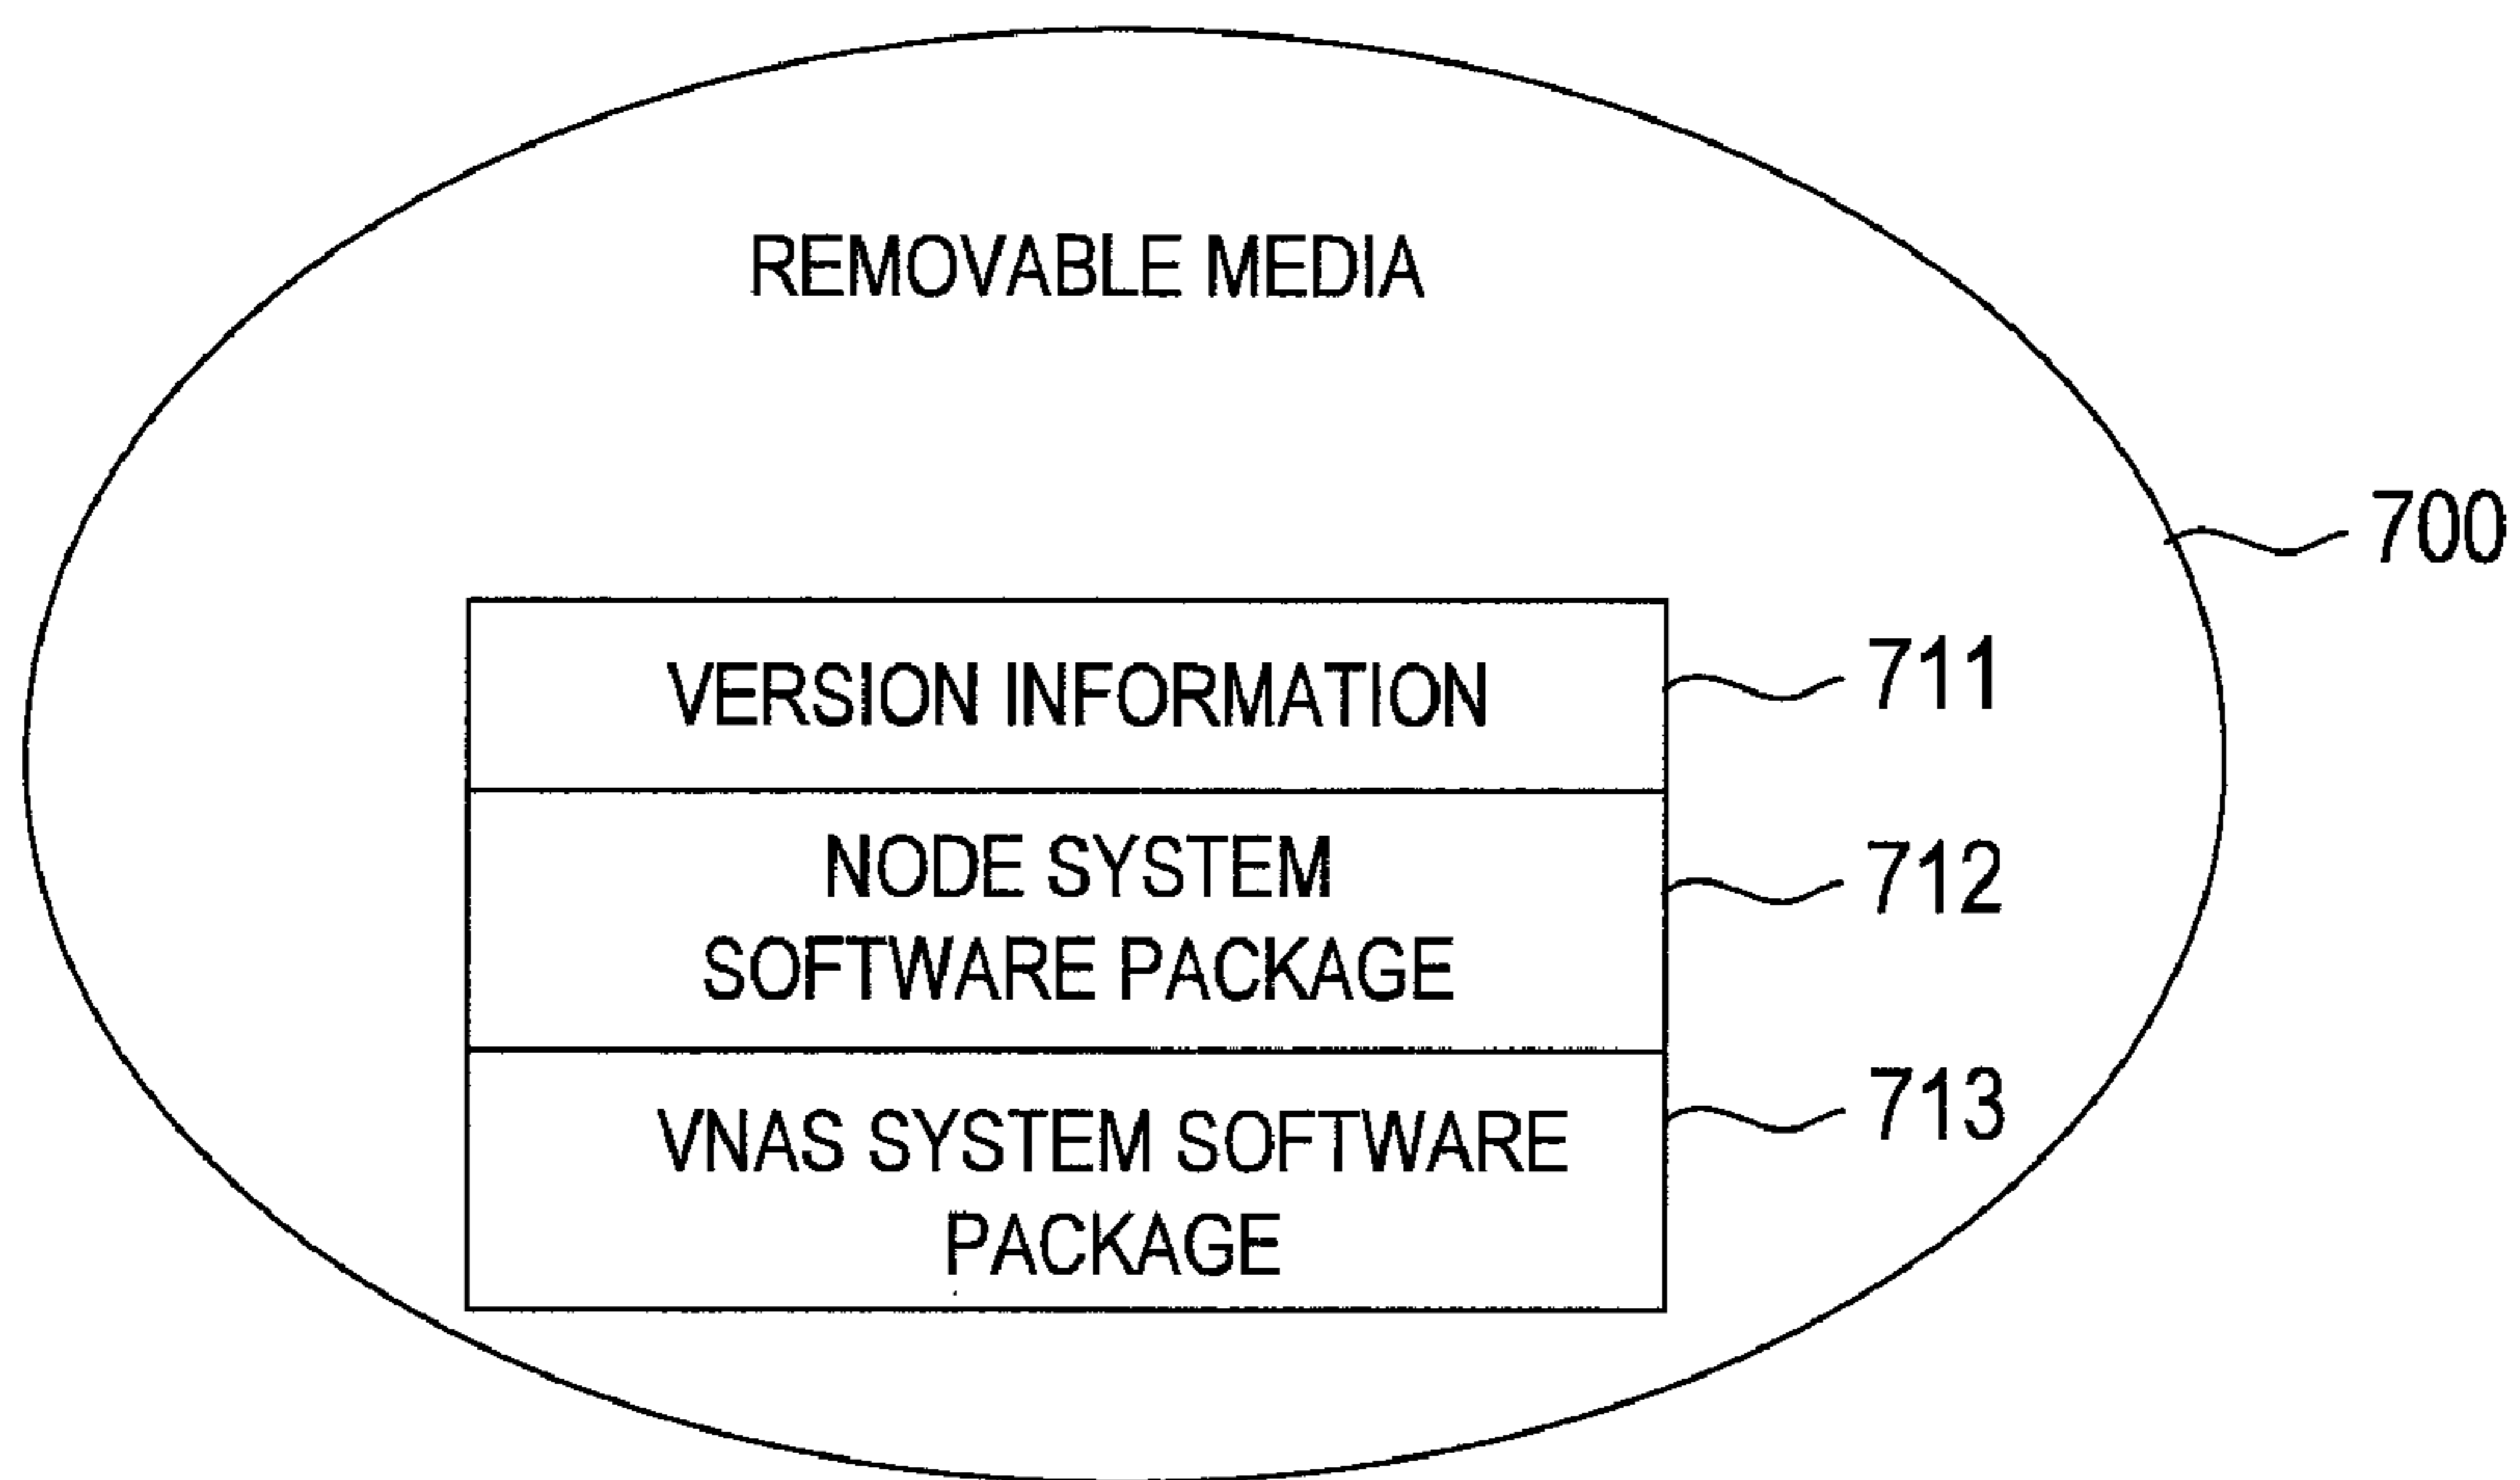 REMOVABLE MEDIA
700
VERSION INFORMATION
711
NODE SYSTEM
SOFTWARE PACKAGE
712
VNAS SYSTEM SOFTWARE
PACKAGE
713